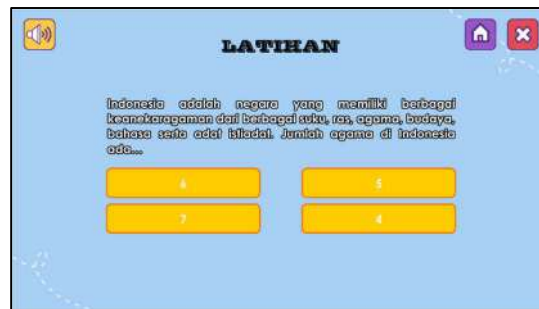 LATIHAN
Indonesia adalah negara yang memiliki berbagai
keanekaragaman dari berbagai suku, ras, agama, budaya,
bahasa serta adat istiadat. Jumlah agama di Indonesia
ada...
6
5
7
4